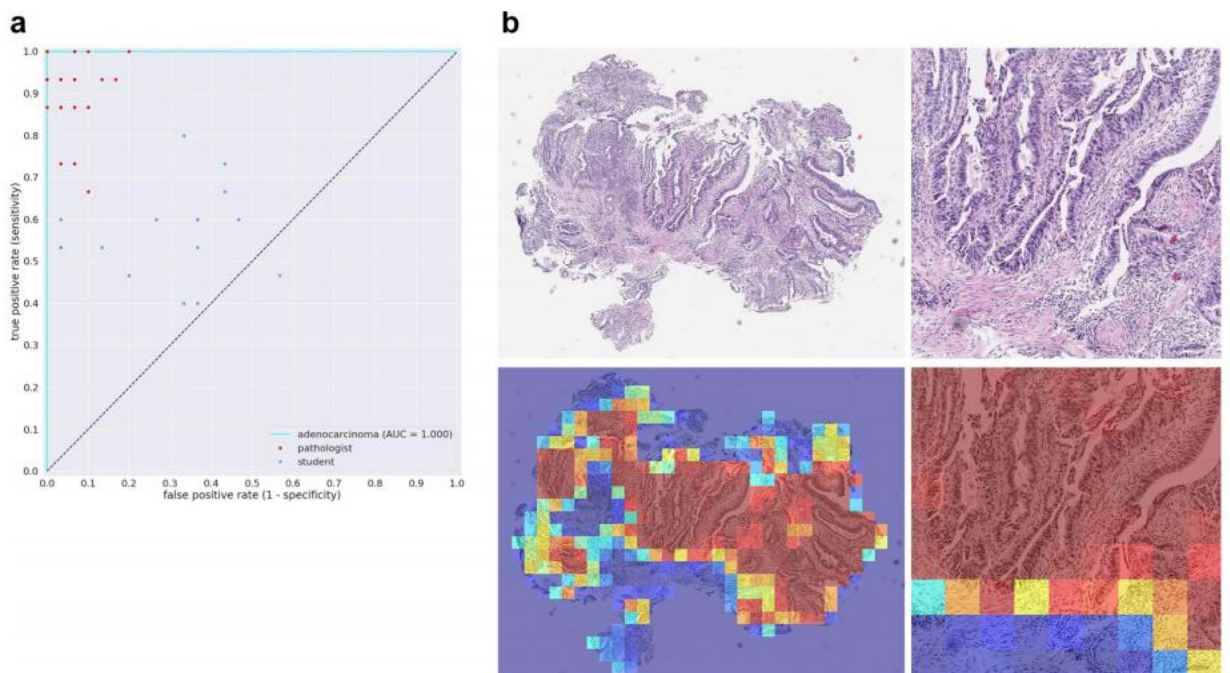 a
b
1.0
0.9
0.8
0.7
0.6
0.5
0.4
0.3
0.2
0.1
0.0
true positive rate (sensitivity)
adenocarcinoma (AUC = 1.000)
pathologist
student
0.0 0.1 0.2 0.3 0.4 0.5 0.6 0.7 0.8 0.9 1.0
false positive rate (1 - specificity)